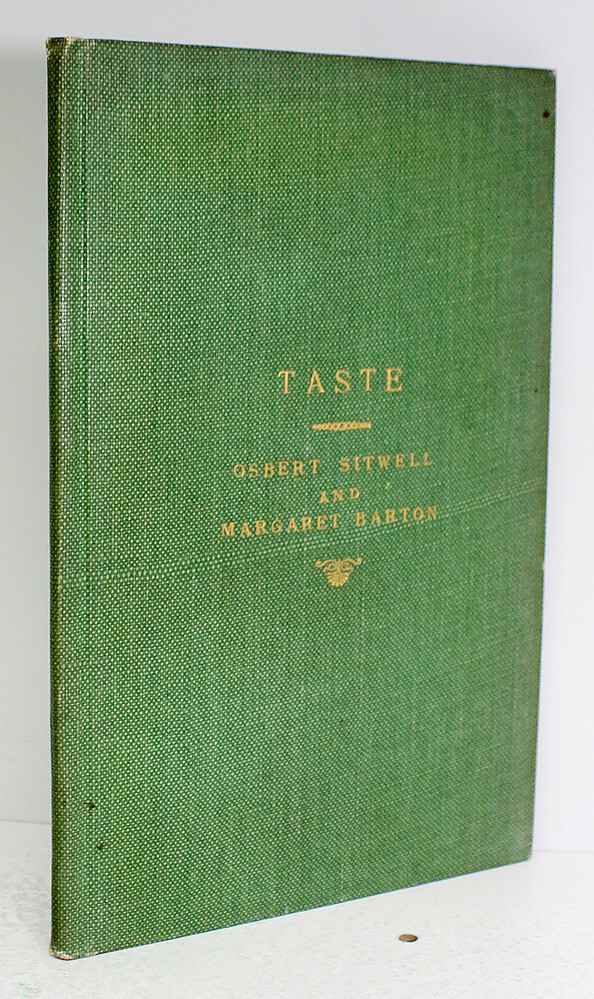 TASTE
OSBERT SITWELL
AND
MARGARET BARTON